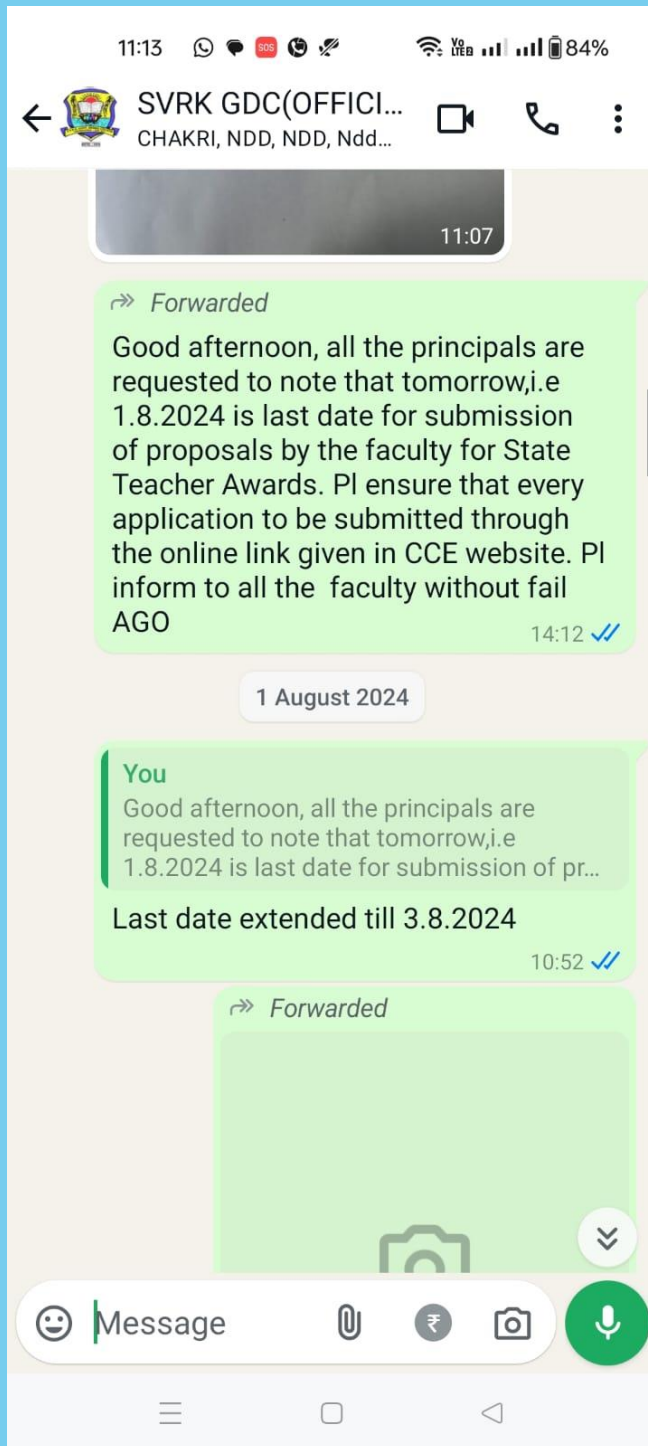 11:13 SOS Yo LTE 84%
SVRK GDC(OFFICI...
CHAKRI, NDD, NDD, Ndd...
11:07
Forwarded
Good afternoon, all the principals are
requested to note that tomorrow,i.e
1.8.2024 is last date for submission
of proposals by the faculty for State
Teacher Awards. Pl ensure that every
application to be submitted through
the online link given in CCE website. Pl
inform to all the  faculty without fail
AGO
14:12
1 August 2024
You
Good afternoon, all the principals are
requested to note that tomorrow,i.e
1.8.2024 is last date for submission of pr...
Last date extended till 3.8.2024
10:52
Forwarded
Message
₹